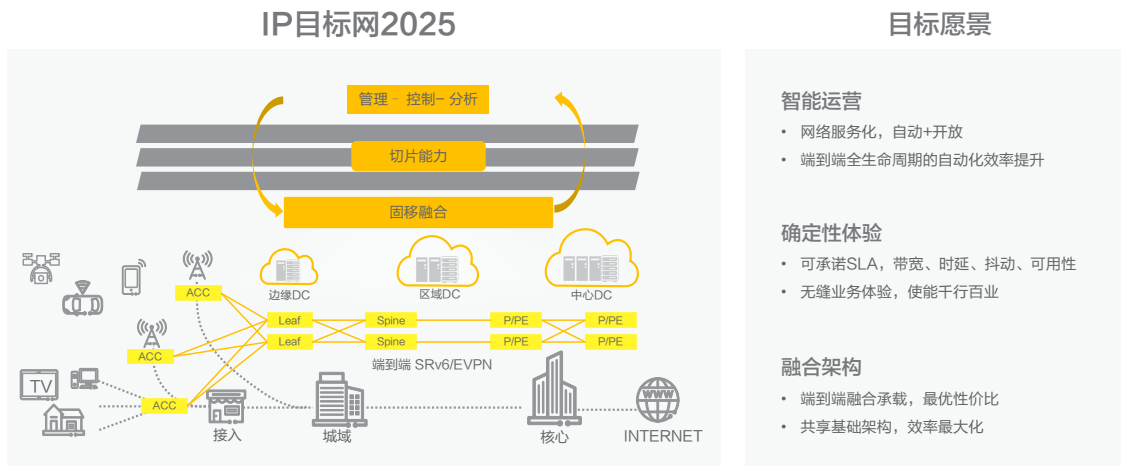 IP目标网2025
管理 - 控制- 分析
切片能力
固移融合
边缘DC
区域DC
中心DC
ACC
Leaf
Spine
P/PE
P/PE
Leaf
Spine
P/PE
P/PE
ACC
端到端 SRv6/EVPN
TV
ACC
WWW
接入
城域
核心
INTERNET
目标愿景
智能运营
• 网络服务化，自动+开放
• 端到端全生命周期的自动化效率提升
确定性体验
• 可承诺SLA，带宽、时延、抖动、可用性
• 无缝业务体验，使能千行百业
融合架构
• 端到端融合承载，最优性价比
• 共享基础架构，效率最大化